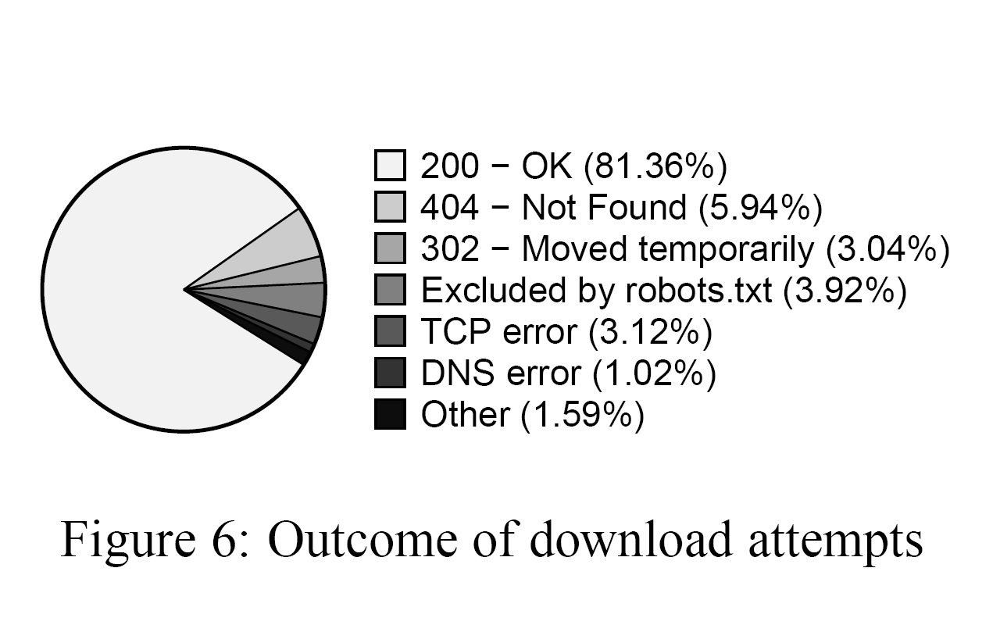 200 − OK (81.36%)
404 − Not Found (5.94%)
302 − Moved temporarily (3.04%)
Excluded by robots.txt (3.92%)
TCP error (3.12%)
DNS error (1.02%)
Other (1.59%)
Figure 6: Outcome of download attempts